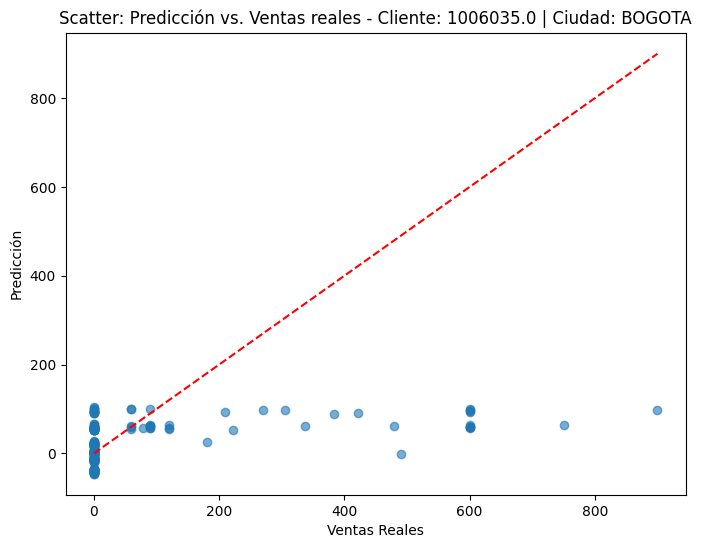 Scatter: Predicción vs. Ventas reales - Cliente: 1006035.0 | Ciudad: BOGOTA
800
600
400
200
0
Predicción
0 200 400 600 800
Ventas Reales